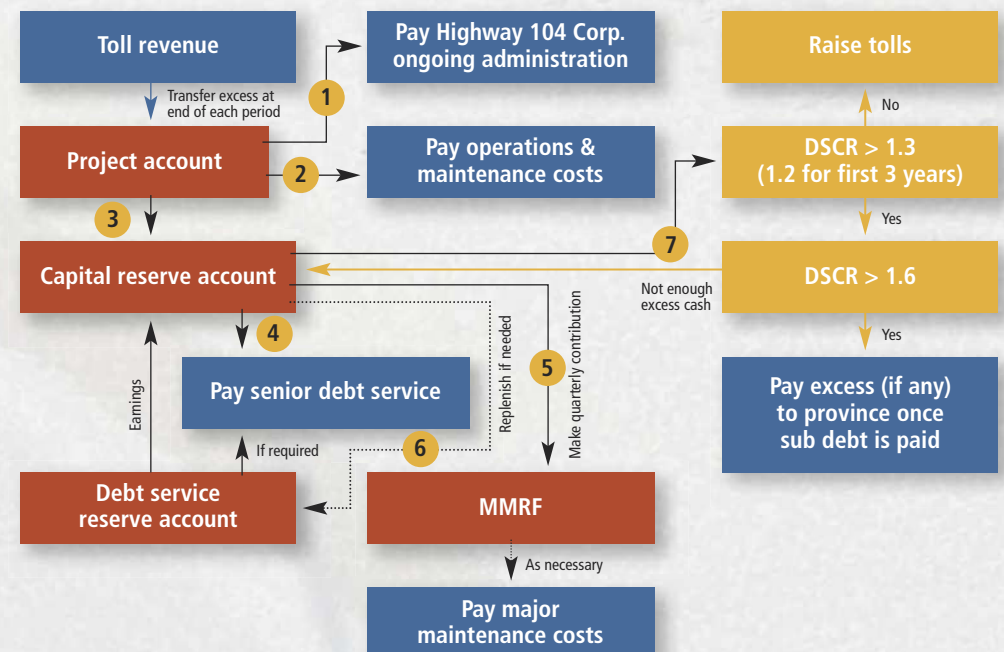 Toll revenue
Transfer excess at
end of each period
Pay Highway 104 Corp.
ongoing administration
1
Raise tolls
No
Project account
2
Pay operations &
maintenance costs
DSCR > 1.3
(1.2 for first 3 years)
3
7
Yes
Capital reserve account
Not enough
excess cash
DSCR > 1.6
4
Replenish if needed
5
Make quarterly contribution
Yes
Earnings
Pay senior debt service
Pay excess (if any)
to province once
sub debt is paid
If required
6
Debt service
reserve account
MMRF
As necessary
Pay major
maintenance costs